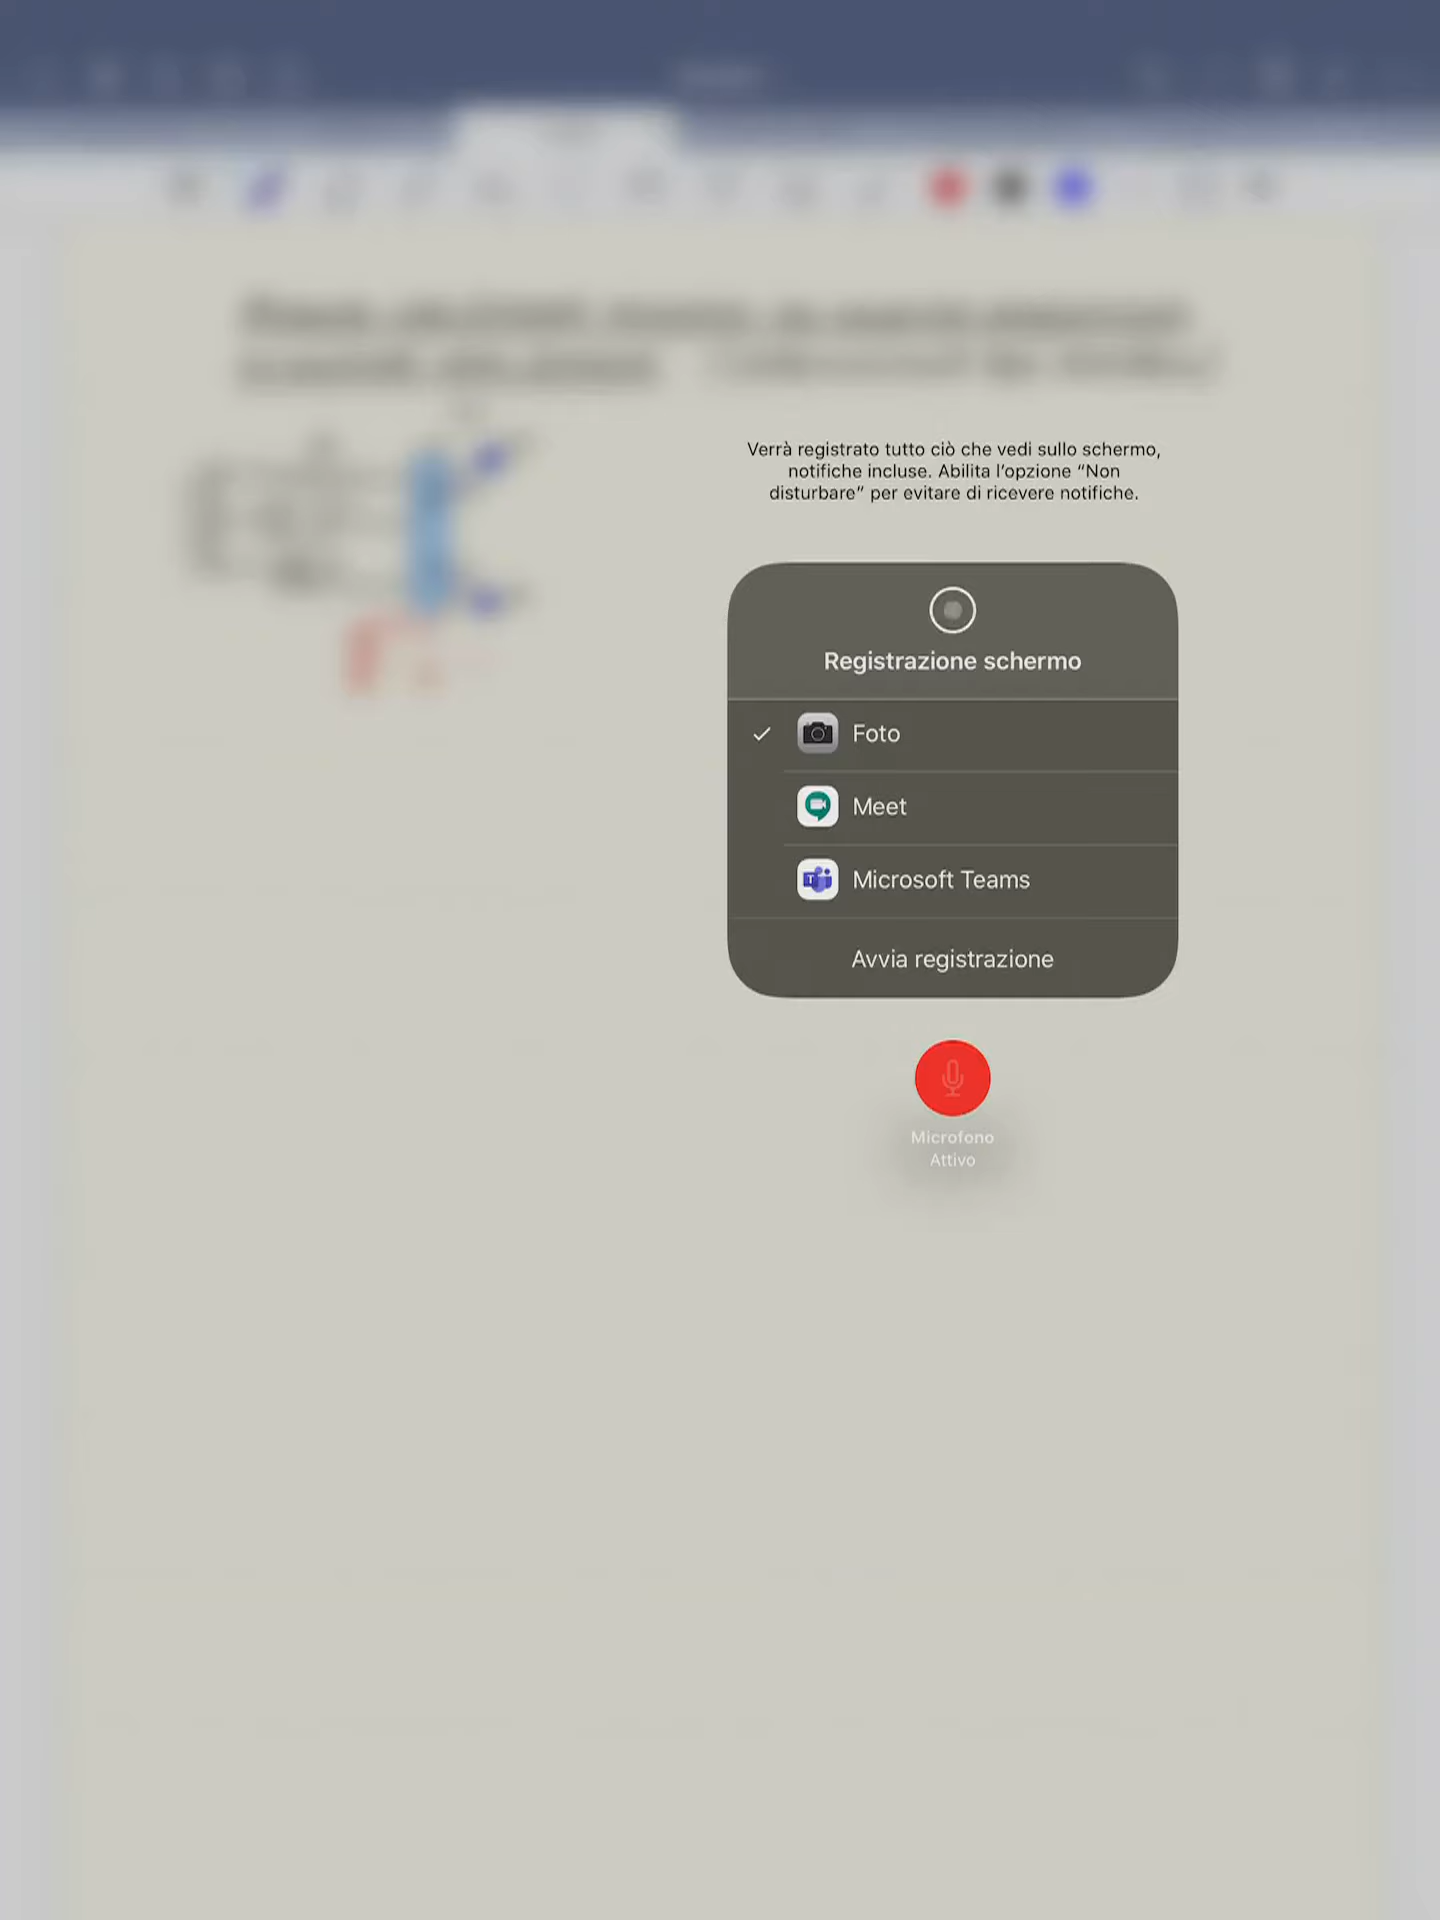 Verrà registrato tutto ciò che vedi sullo schermo,
notifiche incluse. Abilita l'opzione “Non
disturbare” per evitare di ricevere notifiche.
Registrazione schermo
Foto
Meet
Microsoft Teams
Avvia registrazione
Microfono
Attivo